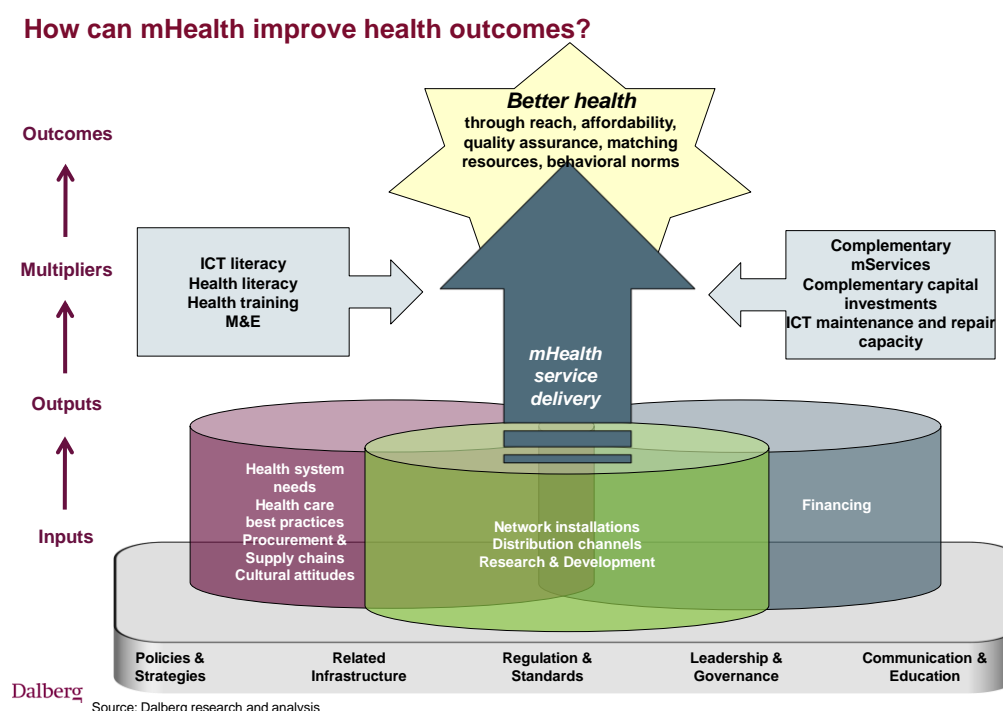 How can mHealth improve health outcomes?
Better health
through reach, affordability,
quality assurance, matching
resources, behavioral norms
Outcomes
Multipliers
Outputs
Inputs
ICT literacy
Health literacy
Health training
M&E
Complementary
mServices
Complementary capital
investments
ICT maintenance and repair
capacity
mHealth
service
delivery
Health system
needs
Health care
best practices
Procurement &
Supply chains
Cultural attitudes
Network installations
Distribution channels
Research & Development
Financing
Policies &
Strategies
Related
Infrastructure
Regulation &
Standards
Leadership &
Governance
Communication &
Education
Dalberg
Source: Dalberg research and analysis